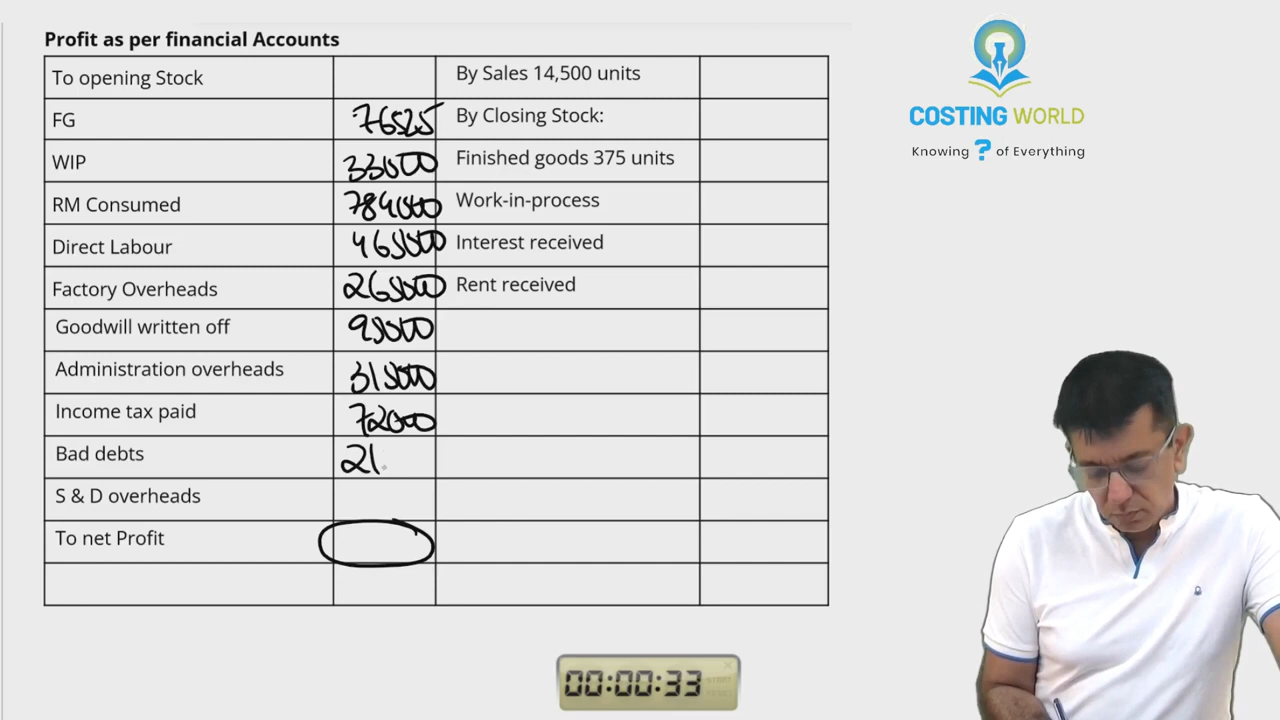 Profit as per financial Accounts
To opening Stock By Sales 14,500 units
FG 76525 By Closing Stock:
WIP 33000 Finished goods 375 units
RM Consumed 784000 Work-in-process
Direct Labour 465000 Interest received
Factory Overheads 265000 Rent received
Goodwill written off 95000
Administration overheads 315000
Income tax paid 72000
Bad debts 21
S & D overheads
To net Profit
COSTING WORLD
Knowing ? of Everything
00:00:33